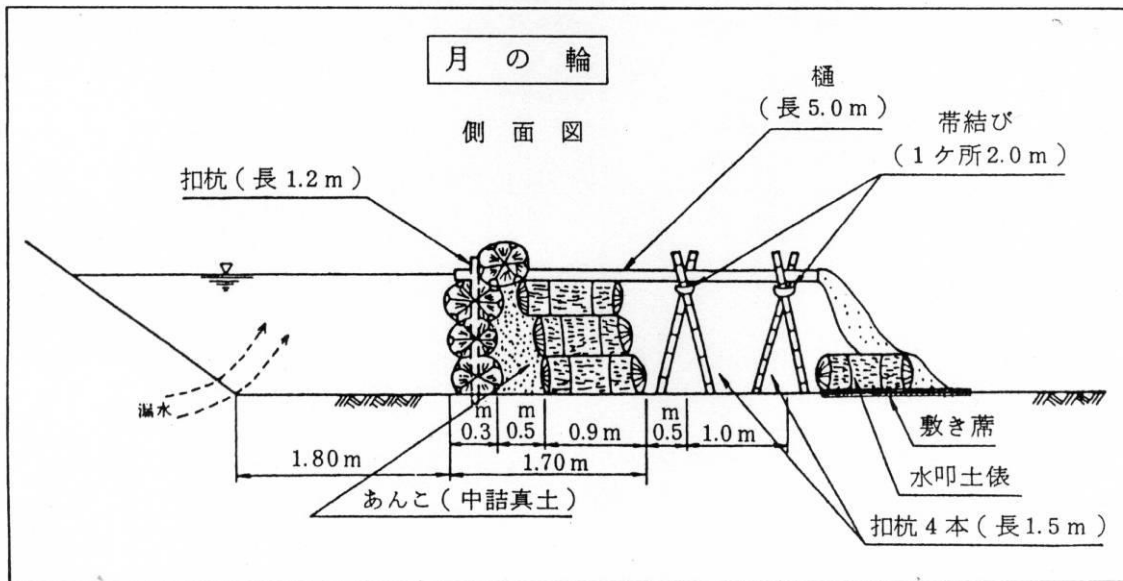 月の輪
側面図
樋
(長5.0m)
帯結び
(1ケ所2.0m)
扣杭(長1.2m)
漏水
m
0.3
m
0.5
0.9m
m
0.5
1.0m
1.80m
1.70m
敷き蓆
水叩土俵
あんこ(中詰真土)
扣杭4本(長1.5m)